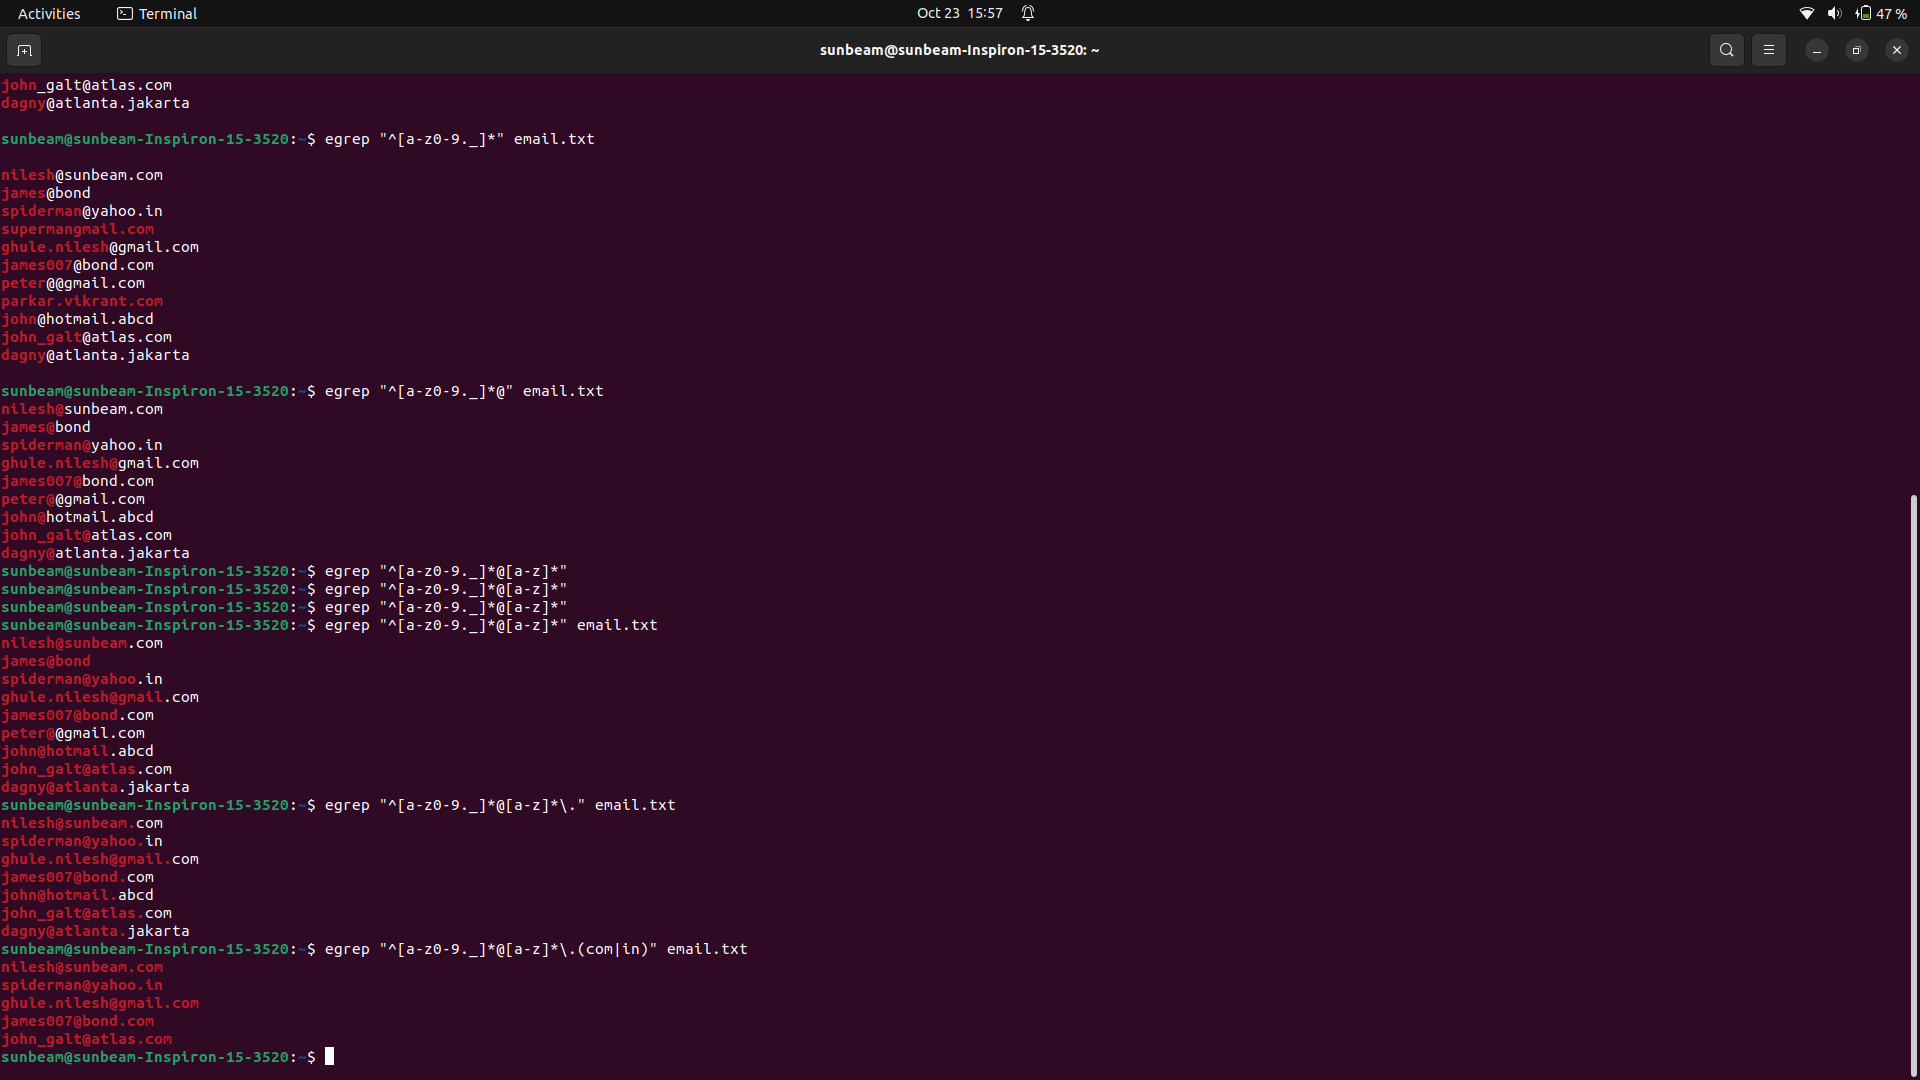 Activities Terminal Oct 23 15:57 47 %
sunbeam@sunbeam-Inspiron-15-3520: ~
john_galt@atlas.com
dagny@atlanta.jakarta
sunbeam@sunbeam-Inspiron-15-3520:~$ egrep "^[a-z0-9._]*" email.txt
nilesh@sunbeam.com
james@bond
spiderman@yahoo.in
supermangmail.com
ghule.nilesh@gmail.com
james007@bond.com
peter@@gmail.com
parkar.vikrant.com
john@hotmail.abcd
john_galt@atlas.com
dagny@atlanta.jakarta
sunbeam@sunbeam-Inspiron-15-3520:~$ egrep "^[a-z0-9._]*@" email.txt
nilesh@sunbeam.com
james@bond
spiderman@yahoo.in
ghule.nilesh@gmail.com
james007@bond.com
peter@@gmail.com
john@hotmail.abcd
john_galt@atlas.com
dagny@atlanta.jakarta
sunbeam@sunbeam-Inspiron-15-3520:~$ egrep "^[a-z0-9._]*@[a-z]*"
sunbeam@sunbeam-Inspiron-15-3520:~$ egrep "^[a-z0-9._]*@[a-z]*"
sunbeam@sunbeam-Inspiron-15-3520:~$ egrep "^[a-z0-9._]*@[a-z]*"
sunbeam@sunbeam-Inspiron-15-3520:~$ egrep "^[a-z0-9._]*@[a-z]*" email.txt
nilesh@sunbeam.com
james@bond
spiderman@yahoo.in
ghule.nilesh@gmail.com
james007@bond.com
peter@@gmail.com
john@hotmail.abcd
john_galt@atlas.com
dagny@atlanta.jakarta
sunbeam@sunbeam-Inspiron-15-3520:~$ egrep "^[a-z0-9._]*@[a-z]*\." email.txt
nilesh@sunbeam.com
spiderman@yahoo.in
ghule.nilesh@gmail.com
james007@bond.com
john@hotmail.abcd
john_galt@atlas.com
dagny@atlanta.jakarta
sunbeam@sunbeam-Inspiron-15-3520:~$ egrep "^[a-z0-9._]*@[a-z]*\.(com|in)" email.txt
nilesh@sunbeam.com
spiderman@yahoo.in
ghule.nilesh@gmail.com
james007@bond.com
john_galt@atlas.com
sunbeam@sunbeam-Inspiron-15-3520:~$